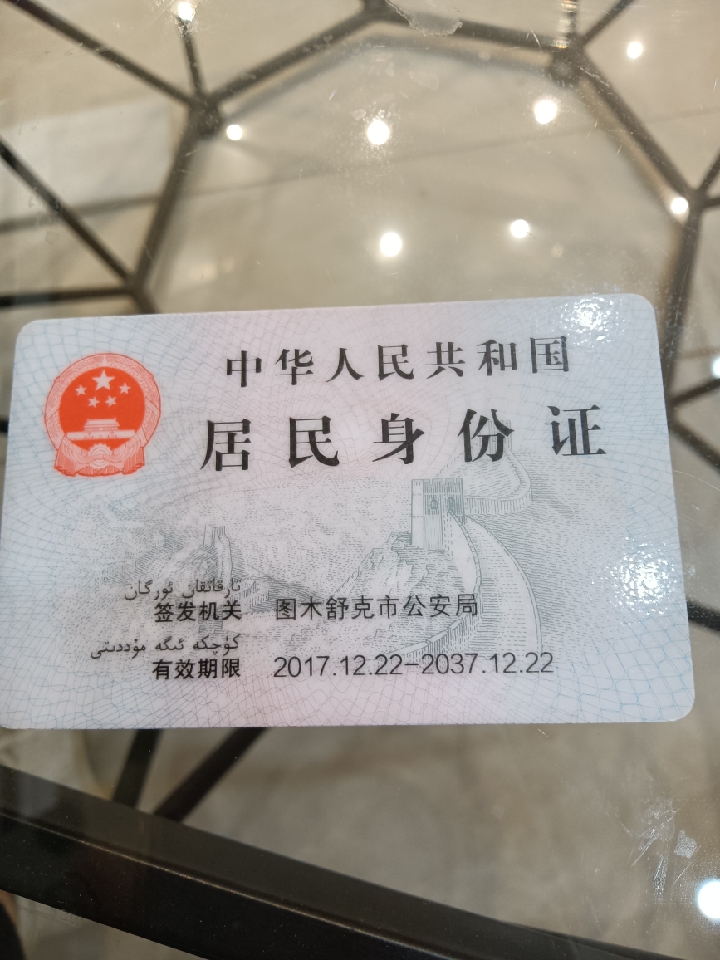 中华人民共和国
居民身份证
تارقاتقان ئورگان
签发机关 图木舒克市公安局
كۈچكە ئىگە مۇددىتى
有效期限 2017.12.22-2037.12.22